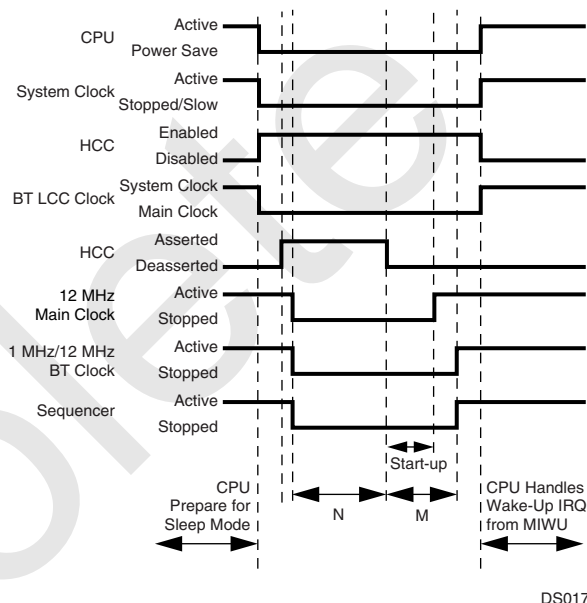 CPU
Active
Power Save
System Clock
Active
Stopped/Slow
HCC
Enabled
Disabled
BT LCC Clock
System Clock
Main Clock
HCC
Asserted
Deasserted
12 MHz
Main Clock
Active
Stopped
1 MHz/12 MHz
BT Clock
Active
Stopped
Sequencer
Active
Stopped
Start-up
N
M
CPU
Prepare for
Sleep Mode
CPU Handles
Wake-Up IRQ
from MIWU
DS017